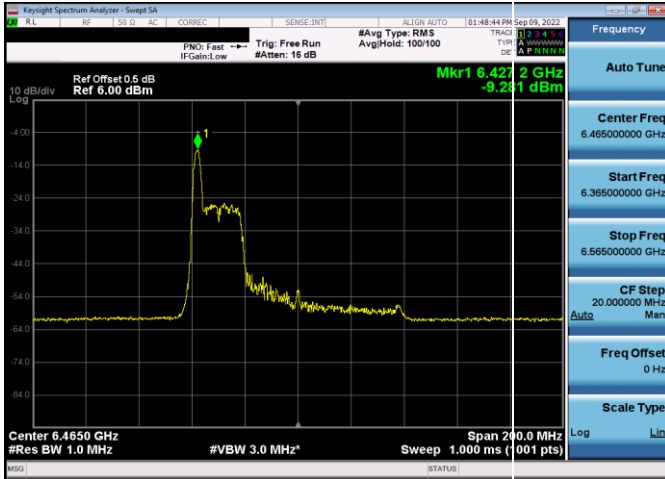 Keysight Spectrum Analyzer - Swept SA
RL RF 50 Ω AC CORREC SENSE:INT ALIGN AUTO 01:48:44 PM Sep 09, 2022
#Avg Type: RMS
Avg|Hold: 100/100
TRAC 1 2 3 4 5 6
TYP A WWWWW
DE A P N N N N
PNO: Fast
IFGain:Low
Trig: Free Run
#Atten: 16 dB
Mkr1 6.427 2 GHz
-9.281 dBm
Ref Offset 0.5 dB
10 dB/div Ref 6.00 dBm
Log
1
-4.00
-14.0
-24.0
-34.0
-44.0
-54.0
-64.0
-74.0
-84.0
Center 6.4650 GHz Span 200.0 MHz
#Res BW 1.0 MHz #VBW 3.0 MHz* Sweep 1.000 ms (1001 pts)
MSG STATUS
Frequency
Auto Tune
Center Freq
6.465000000 GHz
Start Freq
6.365000000 GHz
Stop Freq
6.565000000 GHz
CF Step
20.000000 MHz
Auto Man
Freq Offset
0 Hz
Scale Type
Log Lin